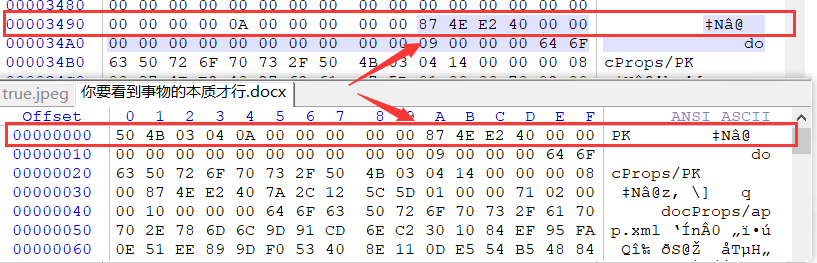 00003480
00003490 00 00 00 00 0A 00 00 00 00 00 87 4E E2 40 00 00 ‡Nâ@
000034A0 00 00 00 00 00 00 00 00 00 00 09 00 00 00 64 6F do
000034B0 63 50 72 6F 70 73 2F 50 4B 03 04 14 00 00 00 08 cProps/PK
true.jpeg 你要看到事物的本质才行.docx
Offset 0 1 2 3 4 5 6 7 8 9 A B C D E F ANSI ASCII
00000000 50 4B 03 04 0A 00 00 00 00 00 87 4E E2 40 00 00 PK ‡Nâ@
00000010 00 00 00 00 00 00 00 00 00 00 09 00 00 00 64 6F do
00000020 63 50 72 6F 70 73 2F 50 4B 03 04 14 00 00 00 08 cProps/PK
00000030 00 87 4E E2 40 7A 2C 12 5C 5D 01 00 00 71 02 00 ‡Nâ@z, \] q
00000040 00 10 00 00 00 64 6F 63 50 72 6F 70 73 2F 61 70 docProps/ap
00000050 70 2E 78 6D 6C 9D 91 CD 6E C2 30 10 84 EF 95 FA p.xml ‘ÍnÂ0 „ï•ú
00000060 0E 51 EE 89 9D F0 53 40 8E 11 0D E5 54 B5 48 84 Qî‰ ðS@Ž åTµH„